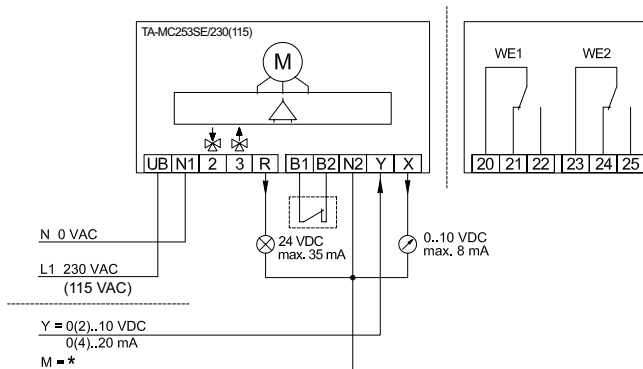 TA-MC253SE/230(115)
M
UB N1 2 3 R B1 B2 N2 Y X
WE1 WE2
20 21 22 23 24 25
N 0 VAC
L1 230 VAC
(115 VAC)
24 VDC
max. 35 mA
0..10 VDC
max. 8 mA
Y = 0(2)..10 VDC
0(4)..20 mA
M = *